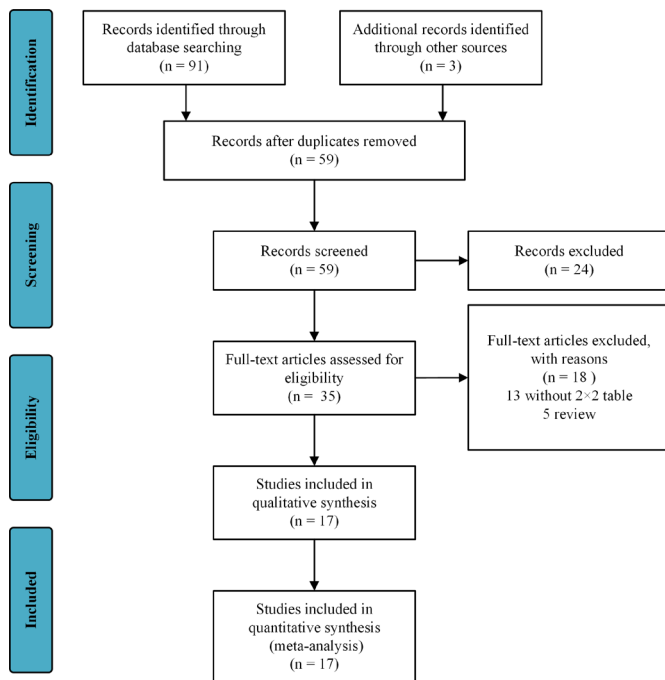 Identification
Records identified through
database searching
(n = 91)
Additional records identified
through other sources
(n = 3)
Records after duplicates removed
(n = 59)
Screening
Records screened
(n = 59)
Records excluded
(n = 24)
Eligibility
Full-text articles assessed for
eligibility
(n = 35)
Full-text articles excluded,
with reasons
(n = 18 )
13 without 2×2 table
5 review
Studies included in
qualitative synthesis
(n = 17)
Included
Studies included in
quantitative synthesis
(meta-analysis)
(n = 17)